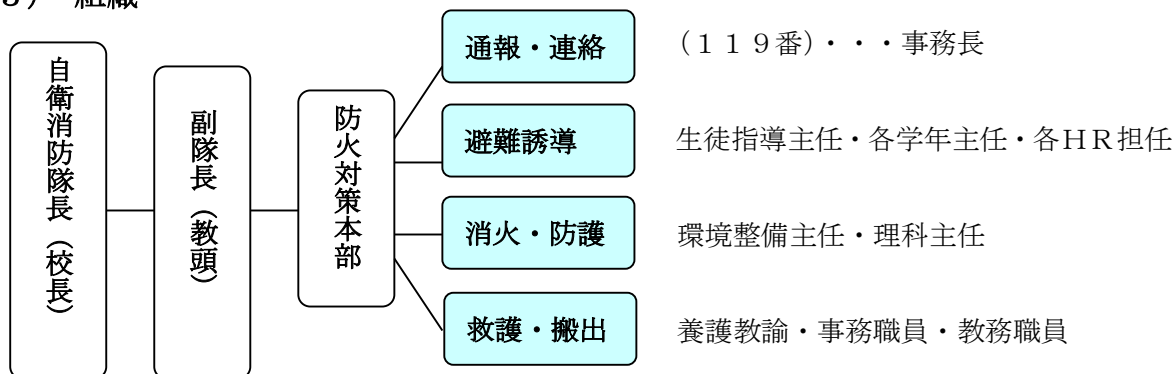 組織
自衛消防隊長（校長）
副隊長（教頭）
防火対策本部
通報・連絡
（１１９番）・・・事務長
避難誘導
生徒指導主任・各学年主任・各ＨＲ担任
消火・防護
環境整備主任・理科主任
救護・搬出
養護教諭・事務職員・教務職員